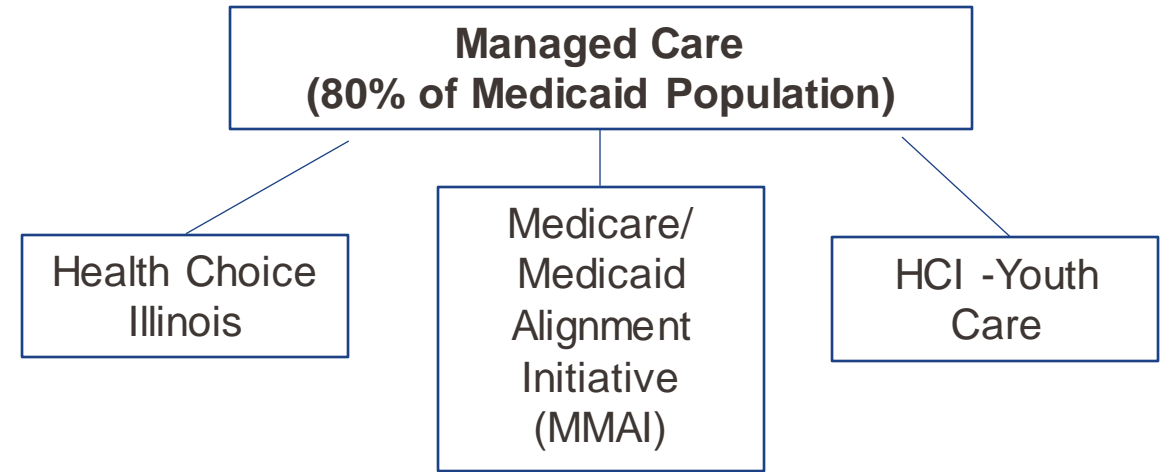 Managed Care
(80% of Medicaid Population)
Health Choice
Illinois
Medicare/
Medicaid
Alignment
Initiative
(MMAI)
HCI -Youth
Care